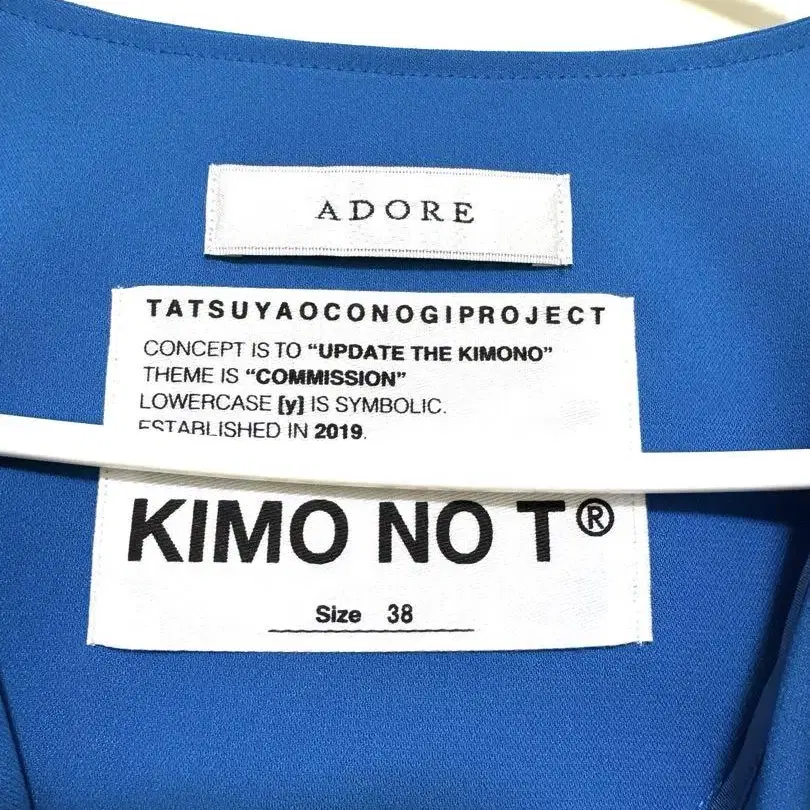 ADORE
TATSUYAOCONOGIPROJECT
CONCEPT IS TO “UPDATE THE KIMONO”
THEME IS “COMMISSION”
LOWERCASE [y] IS SYMBOLIC.
ESTABLISHED IN 2019.
KIMO NO T®
Size 38